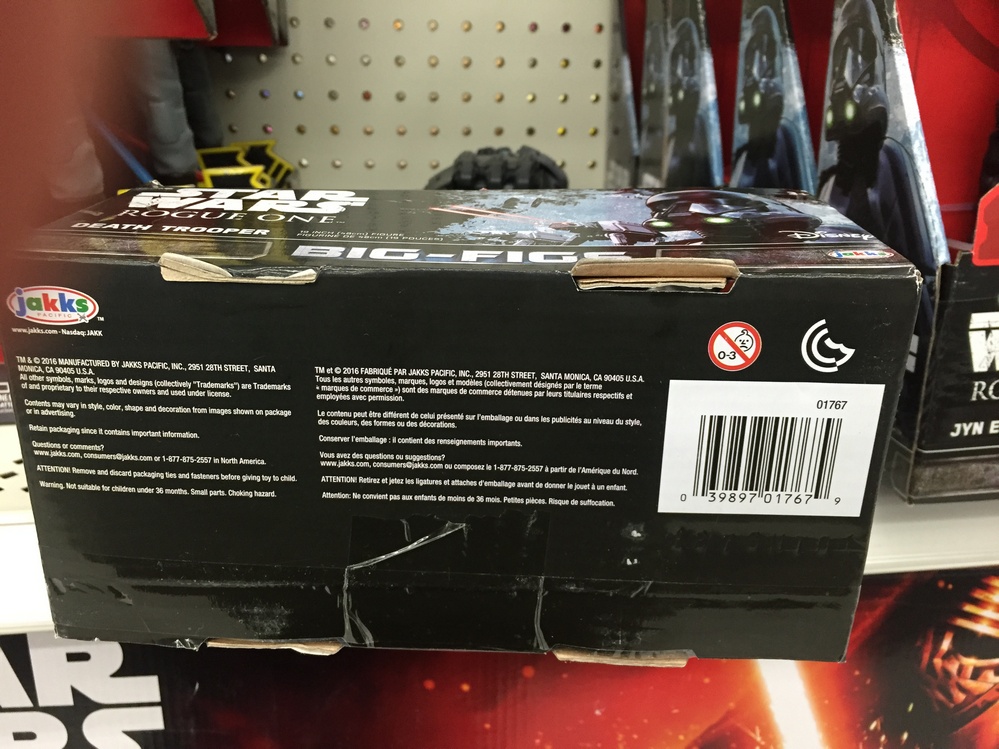 STAR
WARS
ROGUE ONE™
DEATH TROOPER
Disney
BIG-FIGS
jakks
jakks
PACIFIC
TM
www.jakks.com - Nasdaq: JAKK
TM & © 2016 MANUFACTURED BY JAKKS PACIFIC, INC., 2951 28TH STREET, SANTA
MONICA, CA 90405 U.S.A.
All other symbols, marks, logos and designs (collectively "Trademarks") are Trademarks
of and proprietary to their respective owners and used under license.
Contents may vary in style, color, shape and decoration from images shown on package
or in advertising.
Retain packaging since it contains important information.
Questions or comments?
www.jakks.com, consumers@jakks.com or 1-877-875-2557 in North America.
ATTENTION! Remove and discard packaging ties and fasteners before giving toy to child.
Warning. Not suitable for children under 36 months. Small parts. Choking hazard.
TM et © 2016 FABRIQUÉ PAR JAKKS PACIFIC, INC., 2951 28TH STREET, SANTA MONICA, CA 90405 U.S.A.
Tous les autres symboles, marques, logos et modèles (collectivement désignés par le terme
« marques de commerce ») sont des marques de commerce détenues par leurs titulaires respectifs et
employées avec permission.
Le contenu peut être différent de celui présenté sur l'emballage ou dans les publicités au niveau du style,
des couleurs, des formes ou des décorations.
Conserver l'emballage : il contient des renseignements importants.
Vous avez des questions ou suggestions?
www.jakks.com, consumers@jakks.com ou composez le 1-877-875-2557 à partir de l'Amérique du Nord.
ATTENTION! Retirez et jetez les ligatures et attaches d'emballage avant de donner le jouet à un enfant.
Attention: Ne convient pas aux enfants de moins de 36 mois. Petites pièces. Risque de suffocation.
0-3
01767
0 39897 01767 9
JYN E
AR
RS